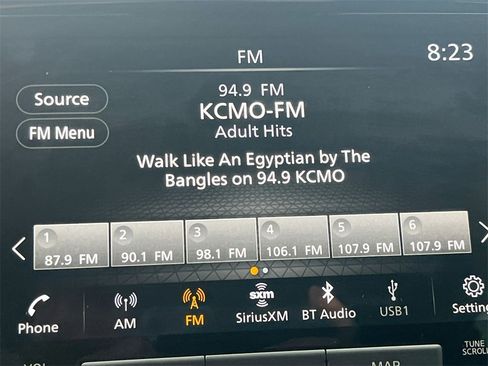 FM
8:23
Source
94.9 FM
KCMO-FM
Adult Hits
FM Menu
Walk Like An Egyptian by The
Bangles on 94.9 KCMO
1
87.9 FM
2
90.1 FM
3
98.1 FM
4
106.1 FM
5
107.9 FM
6
107.9 FM
Phone
AM
FM
sxm
SiriusXM
BT Audio
USB1
Setting
VOL
MAP
TUNE
SCROLL